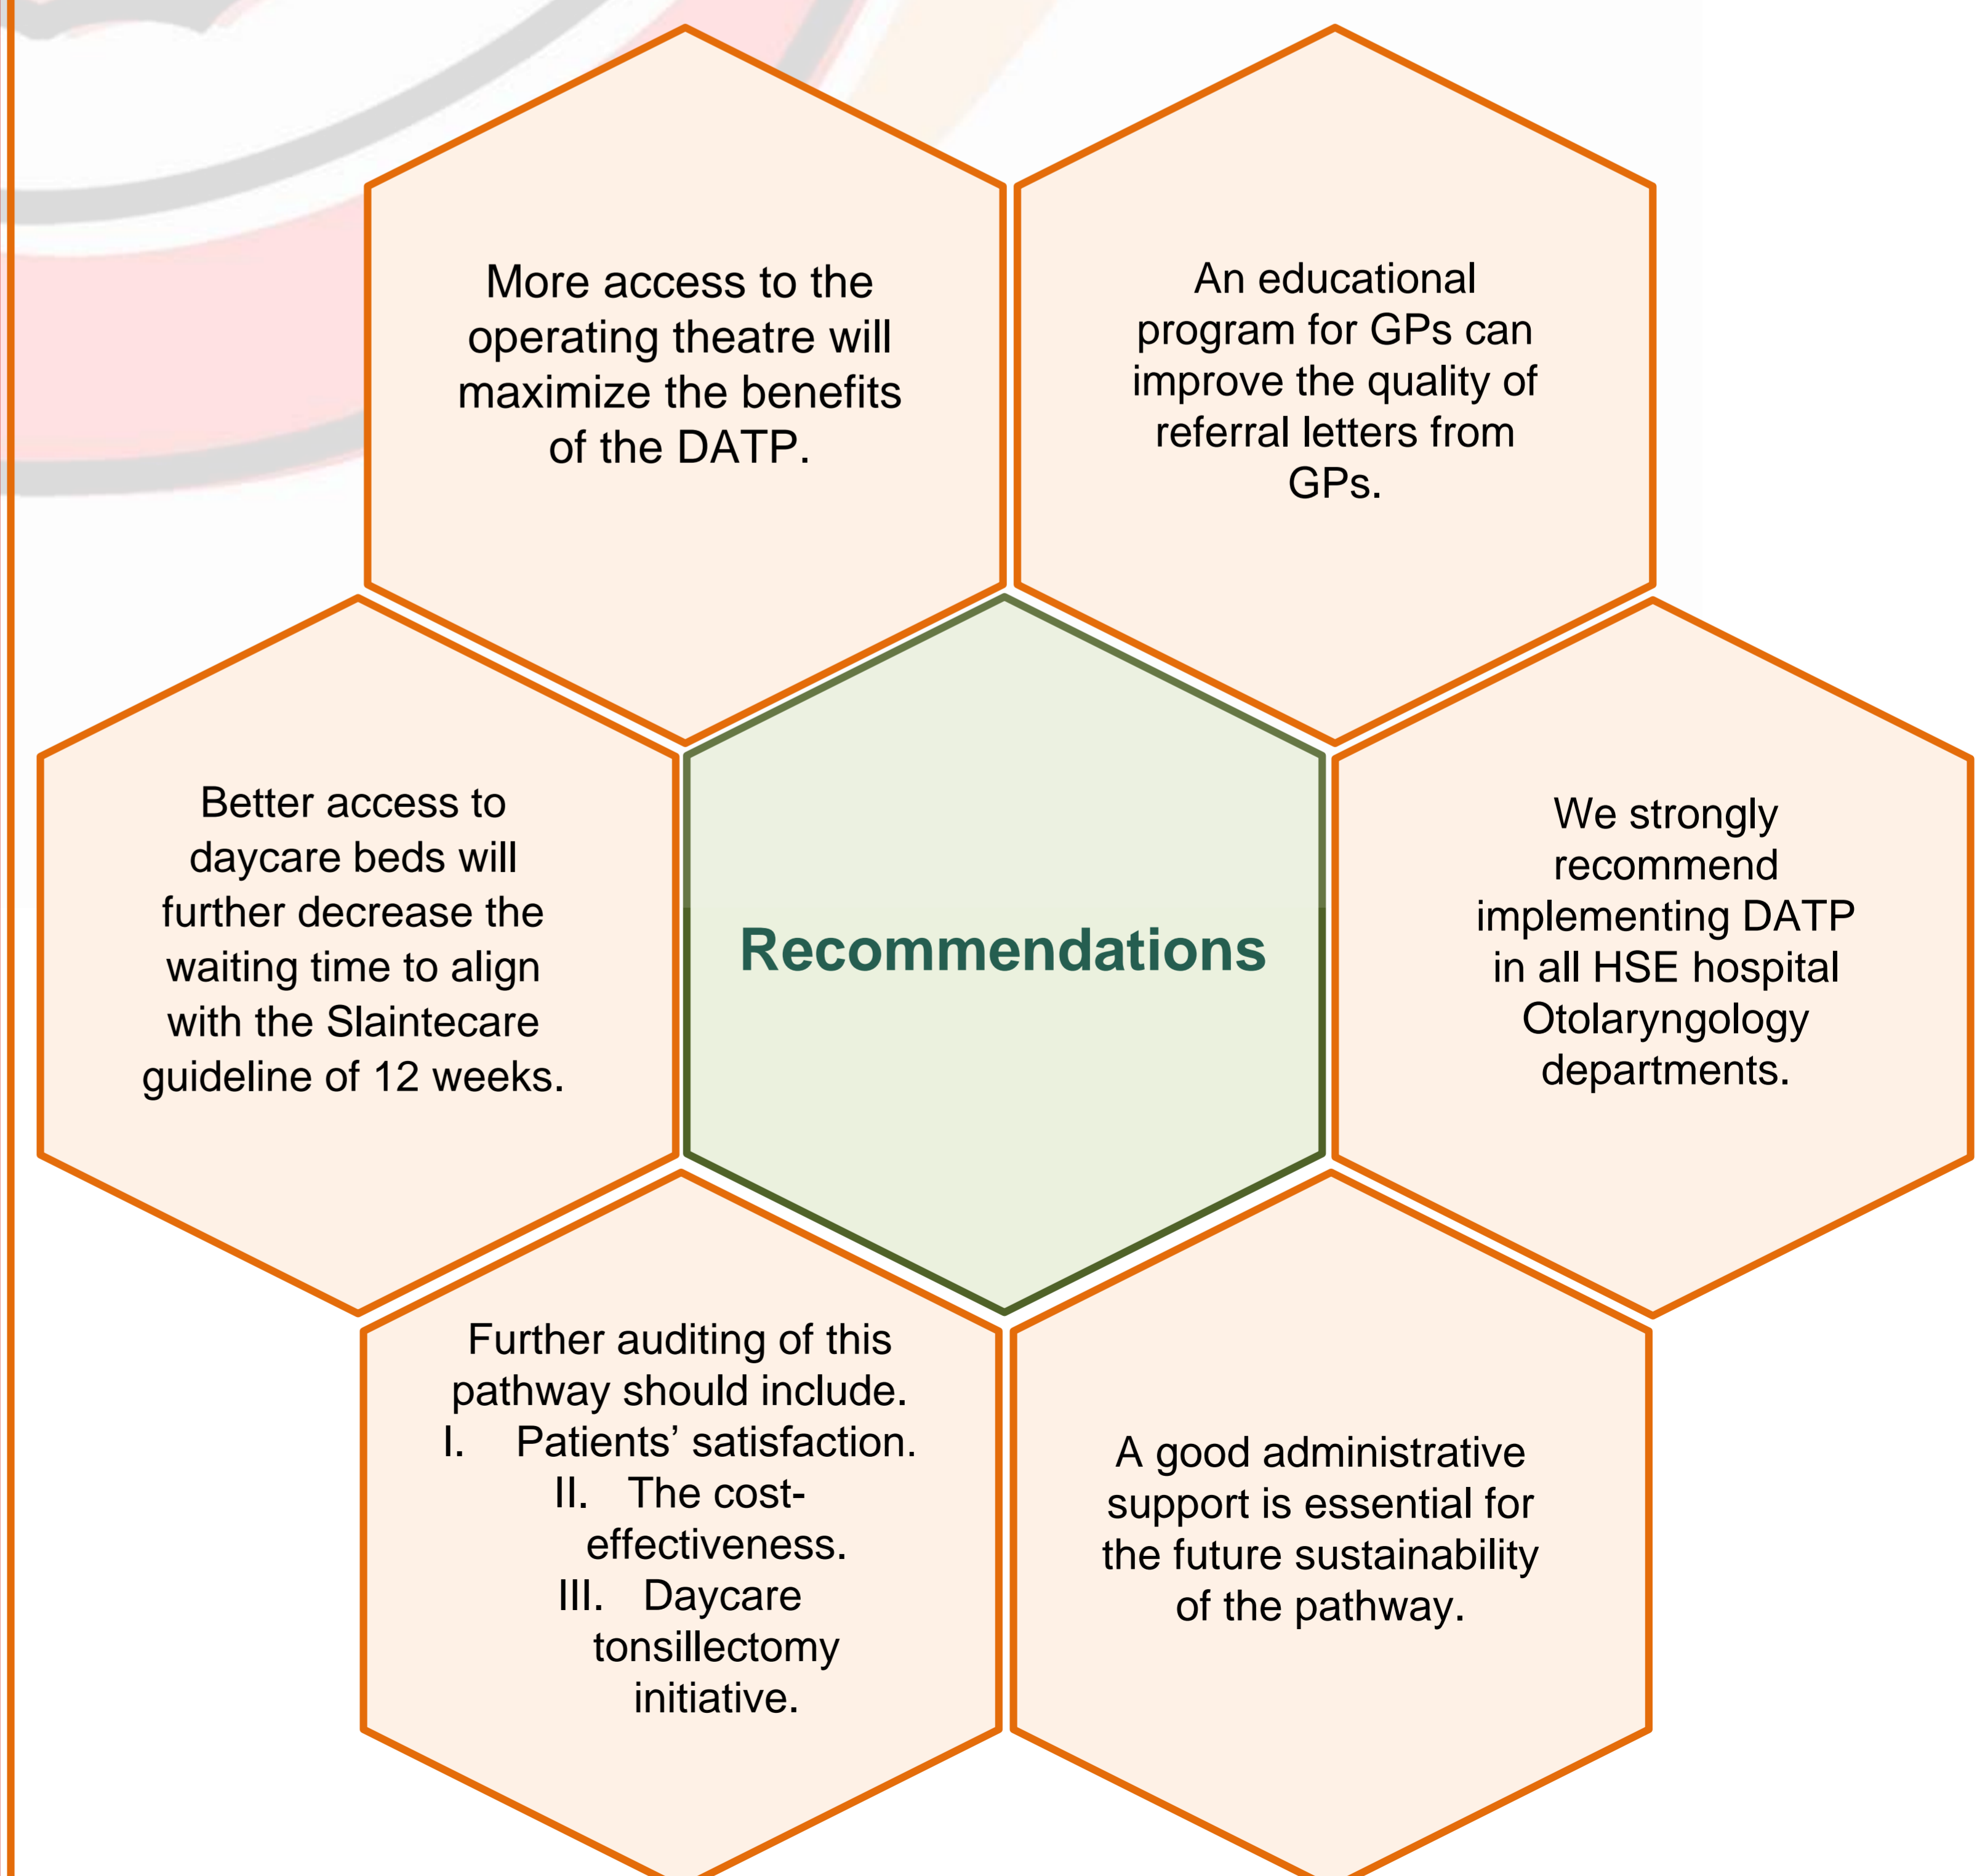 More access to the
operating theatre will
maximize the benefits
of the DATP.
An educational
program for GPs can
improve the quality of
referral letters from
GPs.
Better access to
daycare beds will
further decrease the
waiting time to align
with the Slaintecare
guideline of 12 weeks.
Recommendations
We strongly
recommend
implementing DATP
in all HSE hospital
Otolaryngology
departments.
Further auditing of this
pathway should include.
I. Patients’ satisfaction.
II. The cost-
effectiveness.
III. Daycare
tonsillectomy
initiative.
A good administrative
support is essential for
the future sustainability
of the pathway.